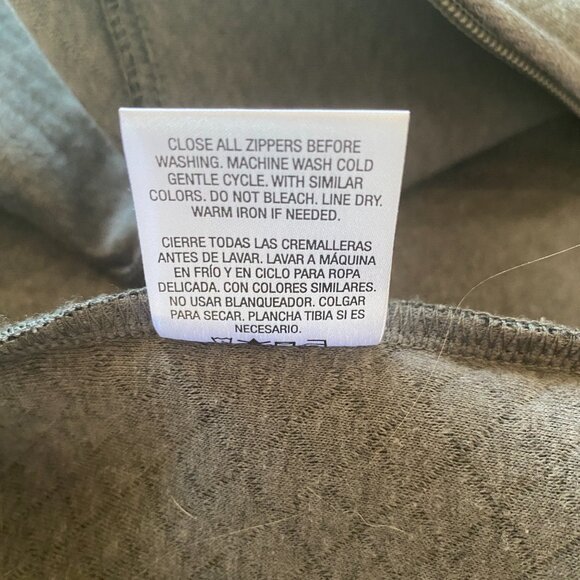 CLOSE ALL ZIPPERS BEFORE
WASHING. MACHINE WASH COLD
GENTLE CYCLE. WITH SIMILAR
COLORS. DO NOT BLEACH. LINE DRY.
WARM IRON IF NEEDED.
CIERRE TODAS LAS CREMALLERAS
ANTES DE LAVAR. LAVAR A MÁQUINA
EN FRÍO Y EN CICLO PARA ROPA
DELICADA. CON COLORES SIMILARES.
NO USAR BLANQUEADOR. COLGAR
PARA SECAR. PLANCHA TIBIA SI ES
NECESARIO.